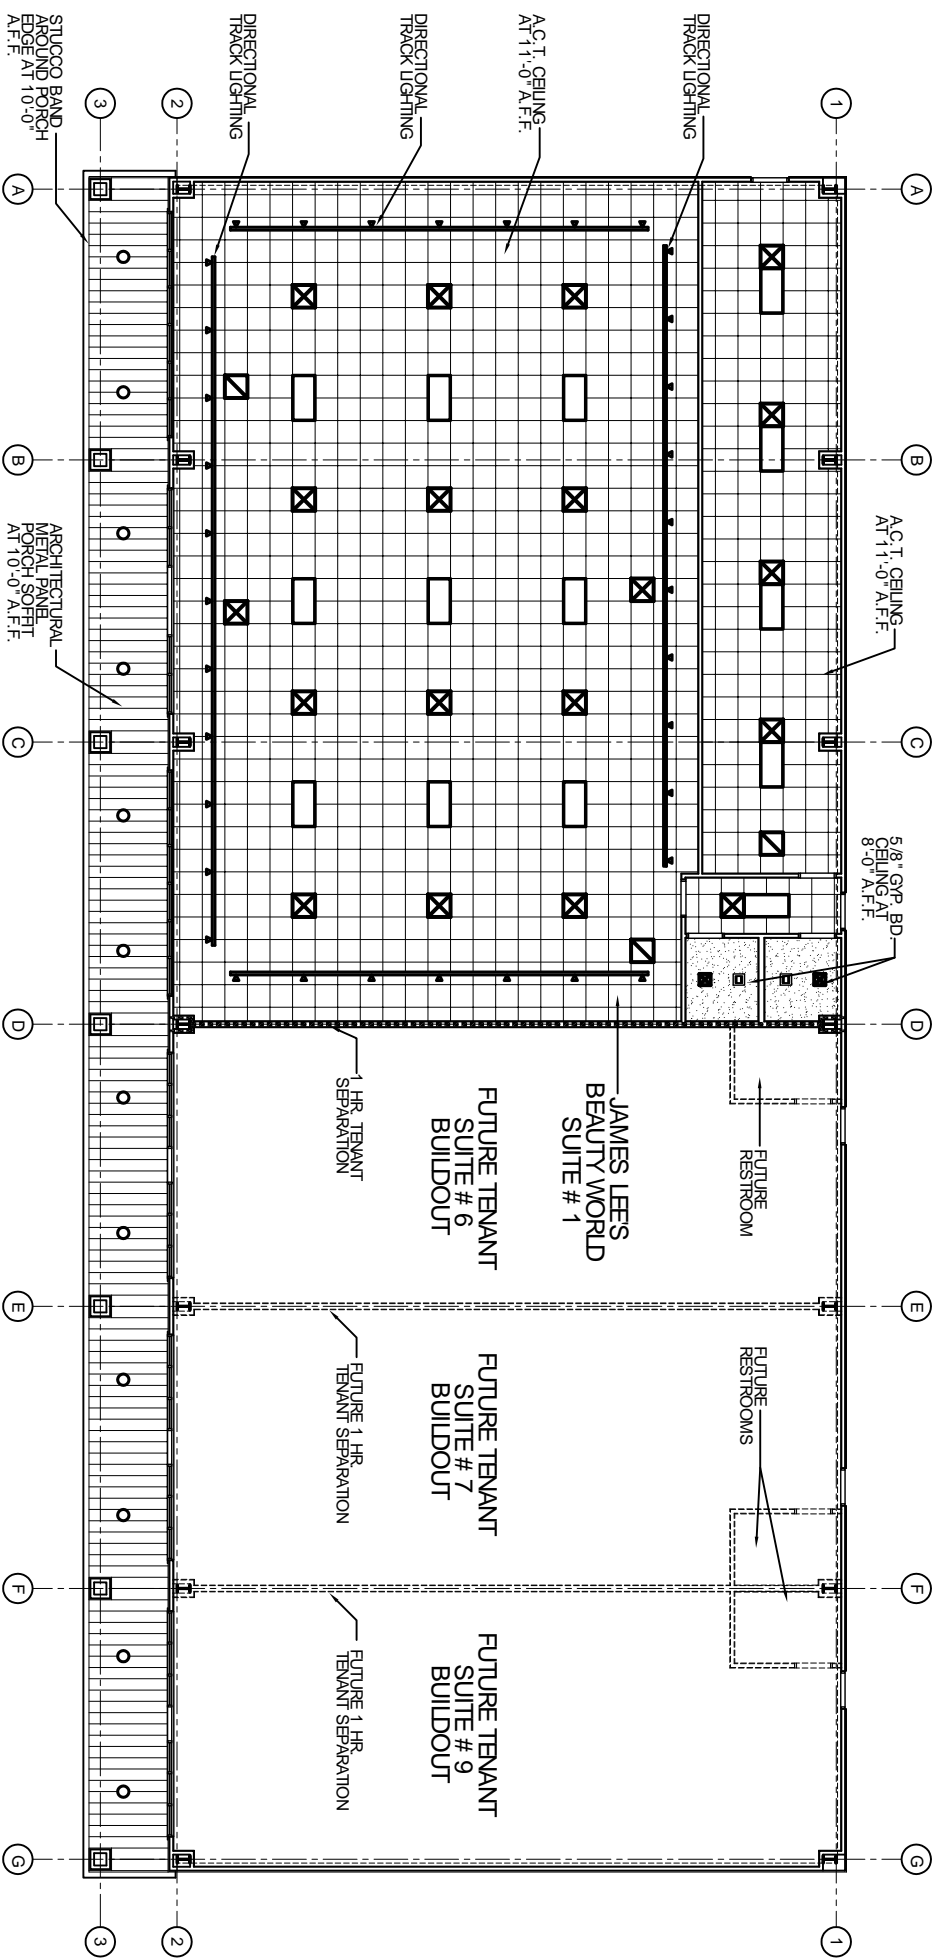 A
B
C
D
E
F
G
1
1
2
2
3
3
A
B
C
D
E
F
G
A.C.T. CEILING
AT 11'-0" A.F.F.
5/8" GYP. BD.
CEILING AT
8'-0" A.F.F.
DIRECTIONAL
TRACK LIGHTING
A.C.T. CEILING
AT 11'-0" A.F.F.
DIRECTIONAL
TRACK LIGHTING
DIRECTIONAL
TRACK LIGHTING
STUCCO BAND
AROUND PORCH
EDGE AT 10'-0"
A.F.F.
ARCHITECTURAL
METAL PANEL
PORCH SOFFIT
AT 10'-0" A.F.F.
FUTURE
RESTROOM
FUTURE
RESTROOMS
JAMES LEE'S
BEAUTY WORLD
SUITE # 1
FUTURE TENANT
SUITE # 6
BUILDOUT
FUTURE TENANT
SUITE # 7
BUILDOUT
FUTURE TENANT
SUITE # 9
BUILDOUT
1 HR. TENANT
SEPARATION
FUTURE 1 HR.
TENANT SEPARATION
FUTURE 1 HR.
TENANT SEPARATION